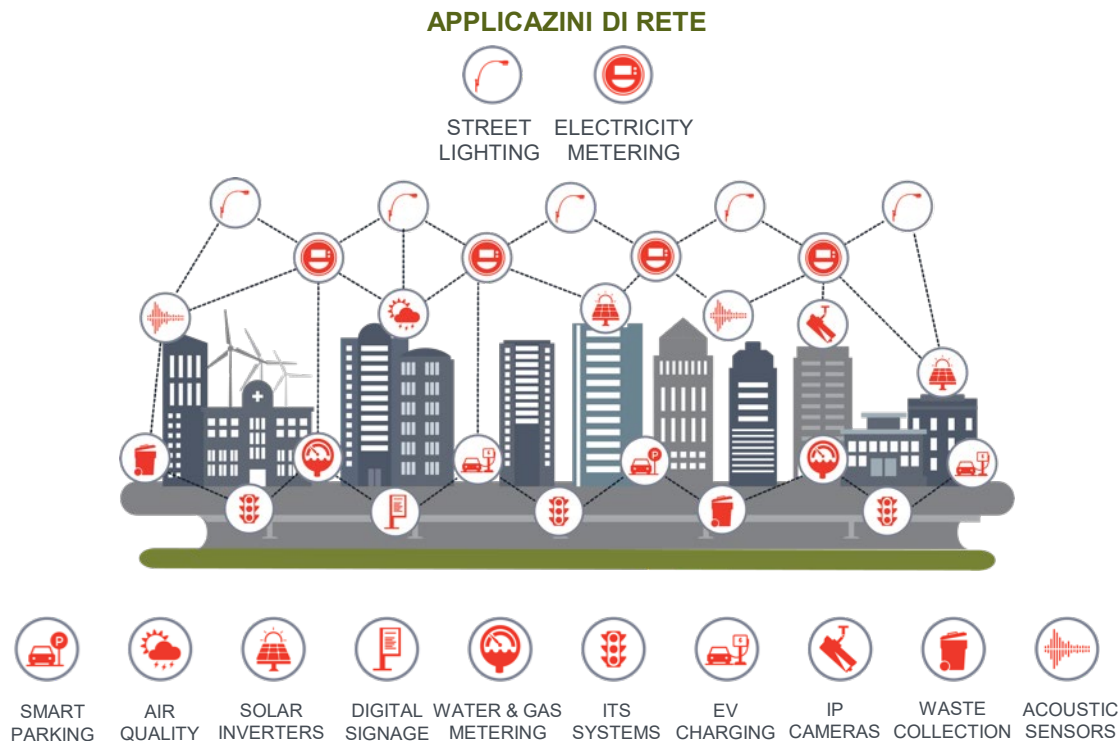 APPLICAZINI DI RETE
STREET
LIGHTING
ELECTRICITY
METERING
SMART
PARKING
AIR
QUALITY
SOLAR
INVERTERS
DIGITAL
SIGNAGE
WATER & GAS
METERING
ITS
SYSTEMS
EV
CHARGING
IP
CAMERAS
WASTE
COLLECTION
ACOUSTIC
SENSORS